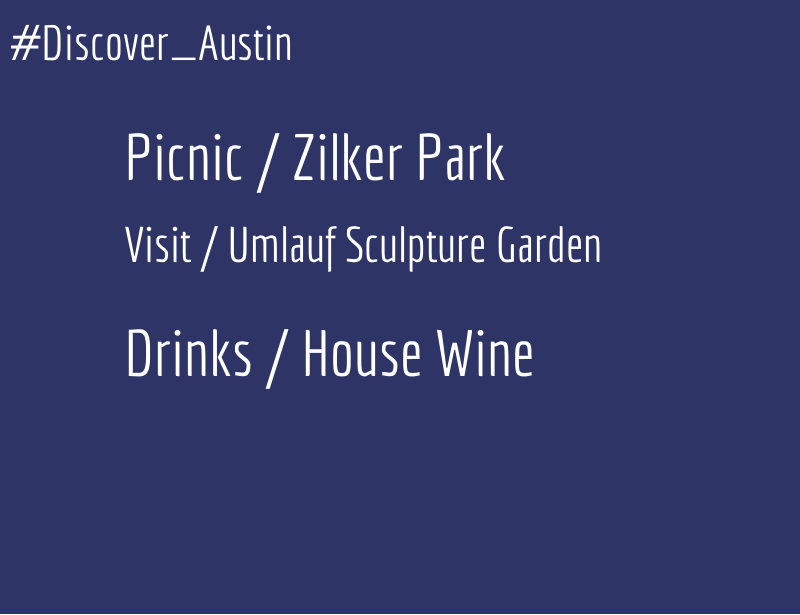 #Discover_Austin
Picnic / Zilker Park
Visit / Umlauf Sculpture Garden
Drinks / House Wine